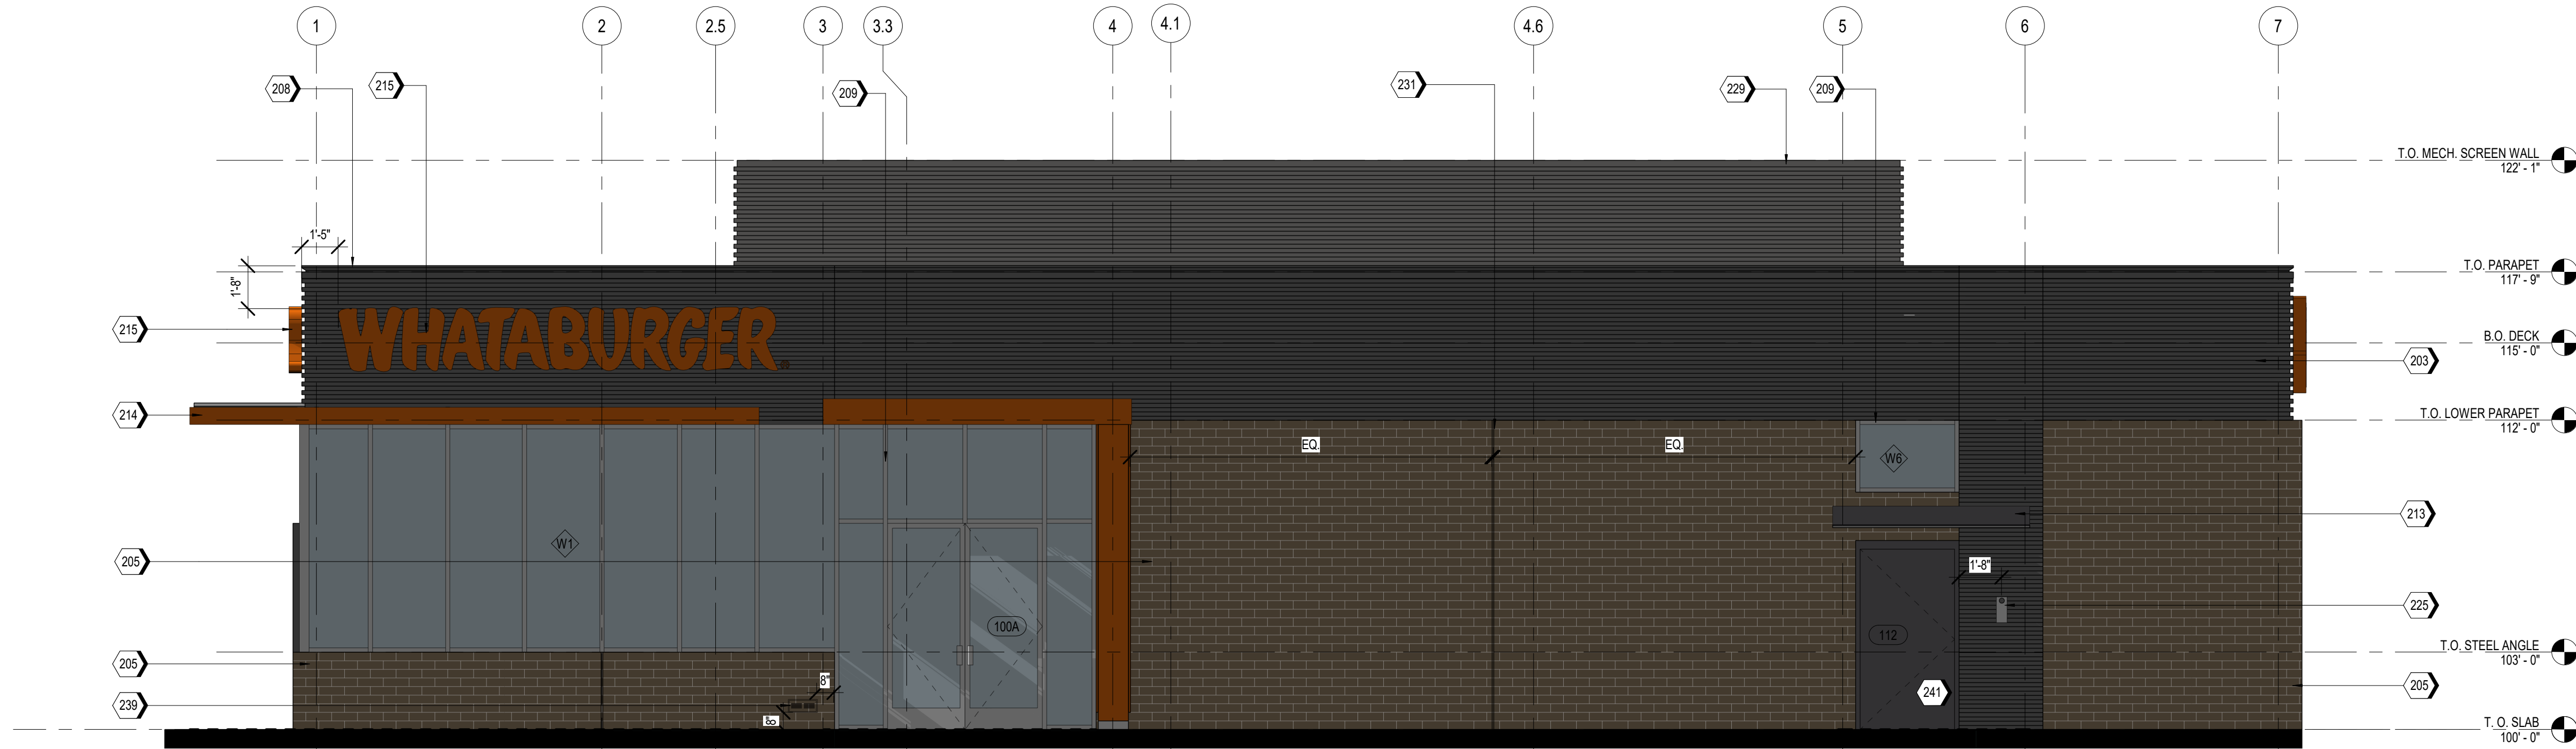 1
2
2.5
3
3.3
4
4.1
4.6
5
6
7
208
215
209
231
229
209
T.O. MECH. SCREEN WALL
122' - 1"
1'-5"
1'-8"
T.O. PARAPET
117' - 9"
215
WHATABURGER
B.O. DECK
115' - 0"
203
214
T.O. LOWER PARAPET
112' - 0"
EQ.
EQ.
W6
213
W1
205
1'-8"
225
100A
112
T.O. STEEL ANGLE
103' - 0"
205
8"
241
205
239
8"
T. O. SLAB
100' - 0"